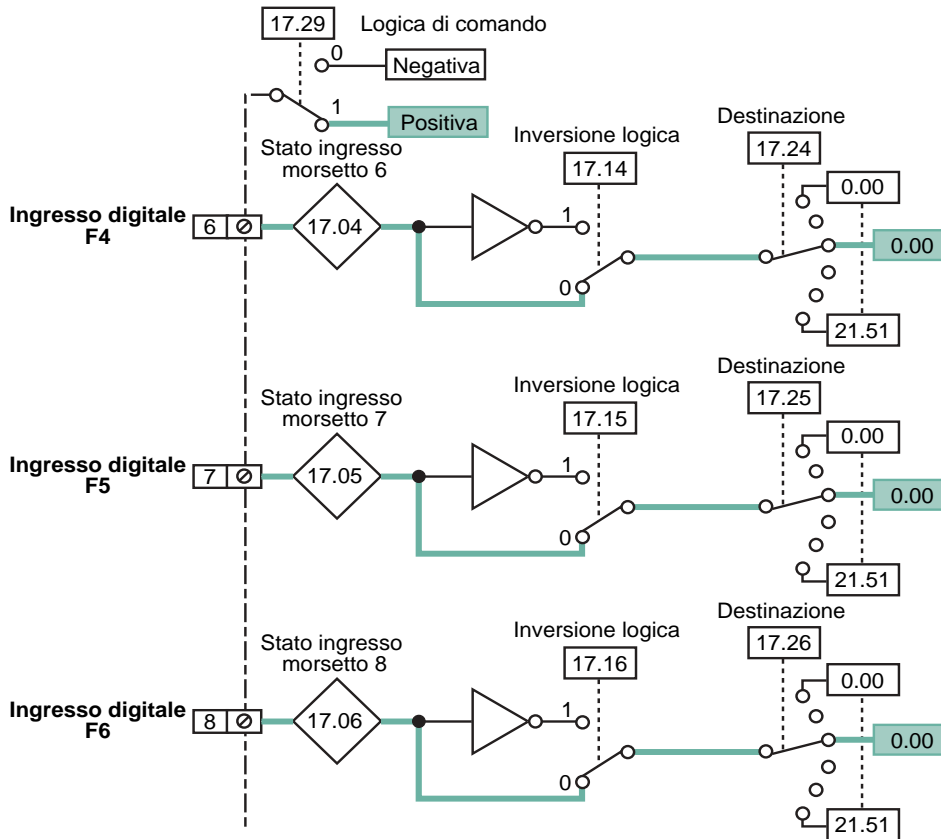 17.29 Logica di comando
0
Negativa
1
Positiva
Stato ingresso
morsetto 6
Inversione logica
Destinazione
17.14
17.24
0.00
Ingresso digitale
F4
6
17.04
1
0.00
0
21.51
Stato ingresso
morsetto 7
Inversione logica
Destinazione
17.15
17.25
0.00
Ingresso digitale
F5
7
17.05
1
0.00
0
21.51
Stato ingresso
morsetto 8
Inversione logica
Destinazione
17.16
17.26
0.00
Ingresso digitale
F6
8
17.06
1
0.00
0
21.51